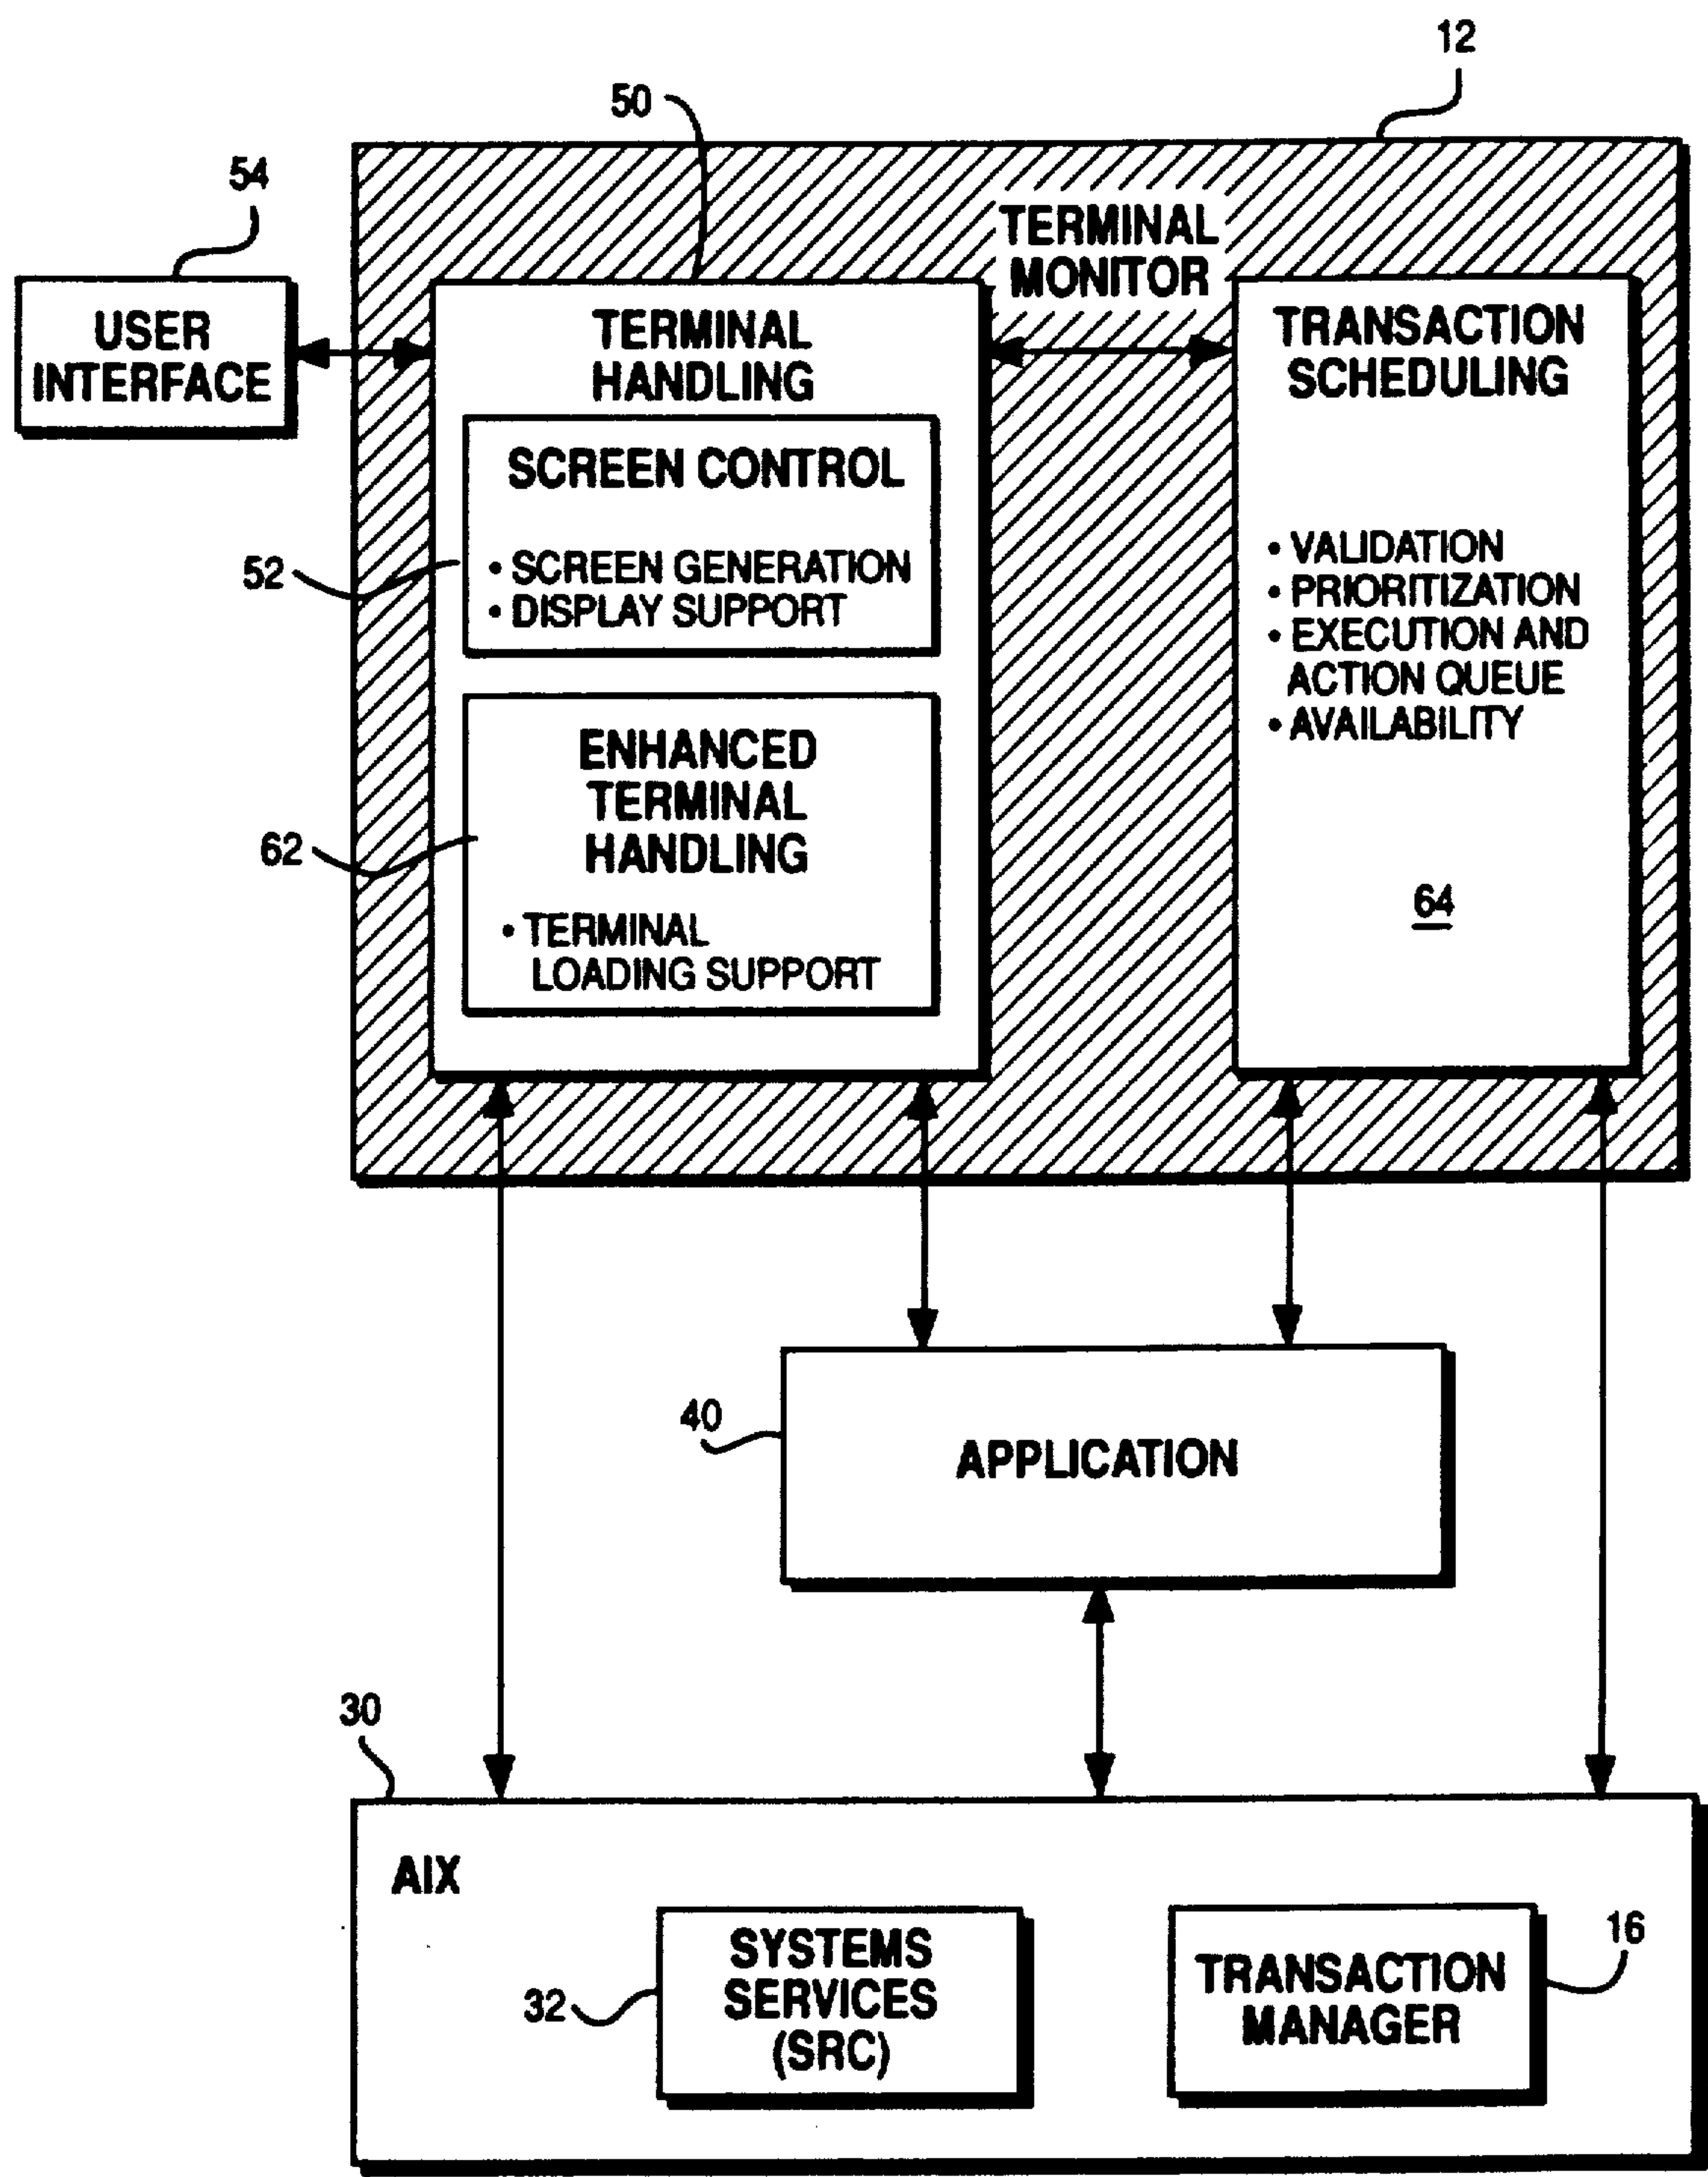 12
50
54
TERMINAL
MONITOR
USER
INTERFACE
TERMINAL
HANDLING
SCREEN CONTROL
• SCREEN GENERATION
• DISPLAY SUPPORT
52
ENHANCED
TERMINAL
HANDLING
• TERMINAL
LOADING SUPPORT
62
TRANSACTION
SCHEDULING
• VALIDATION
• PRIORITIZATION
• EXECUTION AND
ACTION QUEUE
• AVAILABILITY
64
40
APPLICATION
30
AIX
SYSTEMS
SERVICES
(SRC)
32
TRANSACTION
MANAGER
16